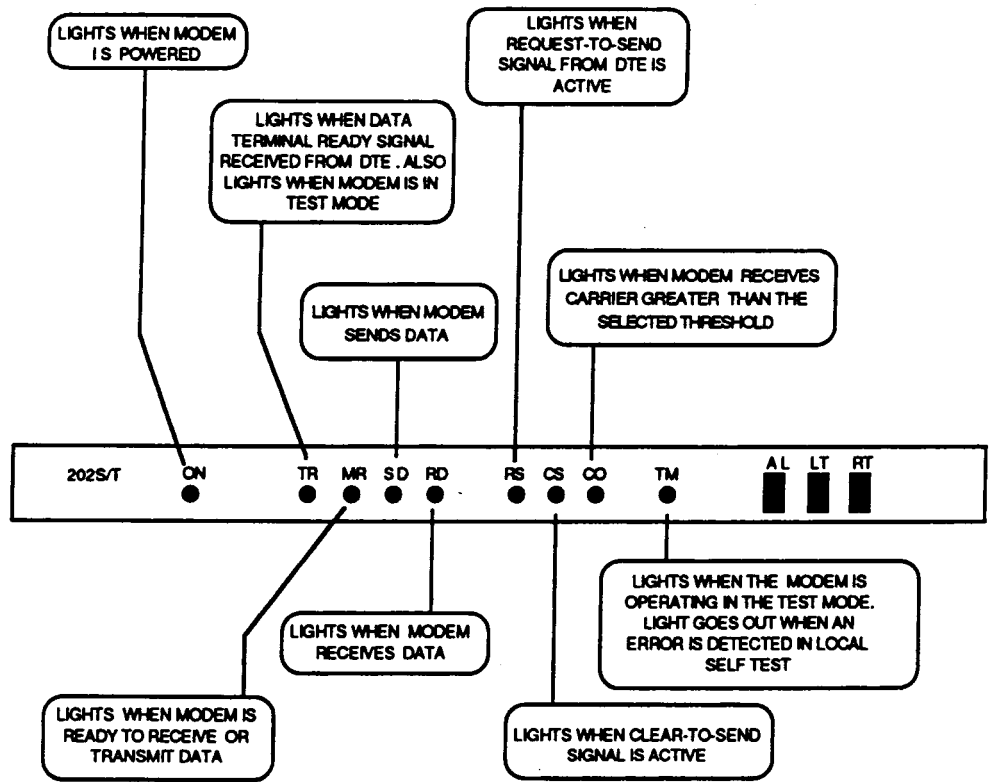 LIGHTS WHEN MODEM
IS POWERED
LIGHTS WHEN
REQUEST-TO-SEND
SIGNAL FROM DTE IS
ACTIVE
LIGHTS WHEN DATA
TERMINAL READY SIGNAL
RECEIVED FROM DTE . ALSO
LIGHTS WHEN MODEM IS IN
TEST MODE
LIGHTS WHEN MODEM RECEIVES
CARRIER GREATER THAN THE
SELECTED THRESHOLD
LIGHTS WHEN MODEM
SENDS DATA
202S/T ON TR MR SD RD RS CS CO TM AL LT RT
LIGHTS WHEN THE MODEM IS
OPERATING IN THE TEST MODE.
LIGHT GOES OUT WHEN AN
ERROR IS DETECTED IN LOCAL
SELF TEST
LIGHTS WHEN MODEM
RECEIVES DATA
LIGHTS WHEN MODEM IS
READY TO RECEIVE OR
TRANSMIT DATA
LIGHTS WHEN CLEAR-TO-SEND
SIGNAL IS ACTIVE